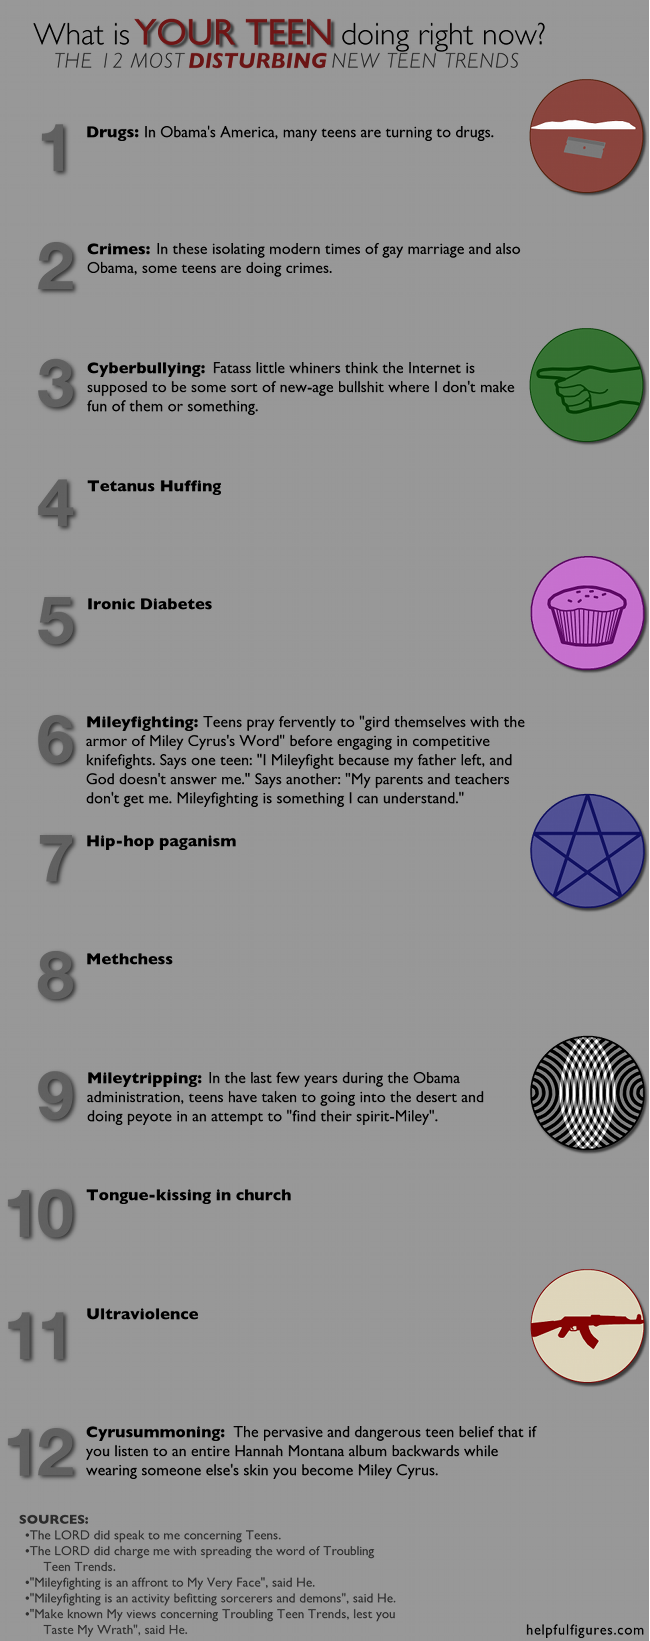 What is YOUR TEEN doing right now?
THE 12 MOST DISTURBING NEW TEEN TRENDS
1 Drugs: In Obama's America, many teens are turning to drugs.
2 Crimes: In these isolating modern times of gay marriage and also
Obama, some teens are doing crimes.
3 Cyberbullying: Fatass little whiners think the Internet is
supposed to be some sort of new-age bullshit where I don't make
fun of them or something.
4 Tetanus Huffing
5 Ironic Diabetes
6 Mileyfighting: Teens pray fervently to "gird themselves with the
armor of Miley Cyrus's Word" before engaging in competitive
knifefights. Says one teen: "I Mileyfight because my father left, and
God doesn't answer me." Says another: "My parents and teachers
don't get me. Mileyfighting is something I can understand."
7 Hip-hop paganism
8 Methchess
9 Mileytripping: In the last few years during the Obama
administration, teens have taken to going into the desert and
doing peyote in an attempt to "find their spirit-Miley".
10 Tongue-kissing in church
11 Ultraviolence
12 Cyrusummoning: The pervasive and dangerous teen belief that if
you listen to an entire Hannah Montana album backwards while
wearing someone else's skin you become Miley Cyrus.
SOURCES:
•The LORD did speak to me concerning Teens.
•The LORD did charge me with spreading the word of Troubling
Teen Trends.
•"Mileyfighting is an affront to My Very Face", said He.
•"Mileyfighting is an activity befitting sorcerers and demons", said He.
•"Make known My views concerning Troubling Teen Trends, lest you
Taste My Wrath", said He.
helpfulfigures.com